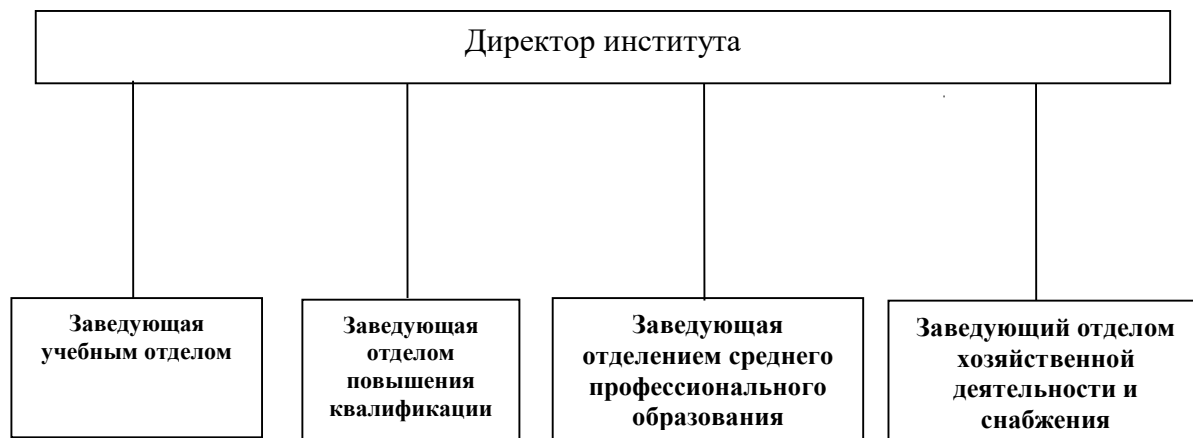 Директор института
Заведующая
учебным отделом
Заведующая
отделом
повышения
квалификации
Заведующая
отделением среднего
профессионального
образования
Заведующий отделом
хозяйственной
деятельности и
снабжения